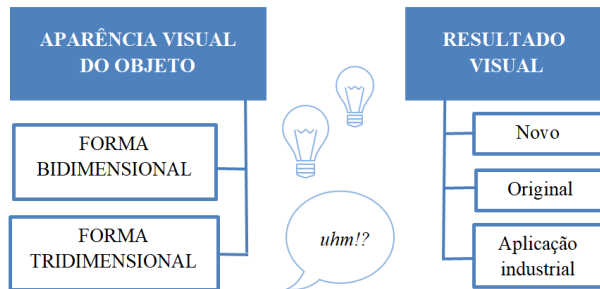 APARÊNCIA VISUAL
DO OBJETO
FORMA
BIDIMENSIONAL
FORMA
TRIDIMENSIONAL
uhm!?
RESULTADO
VISUAL
Novo
Original
Aplicação
industrial